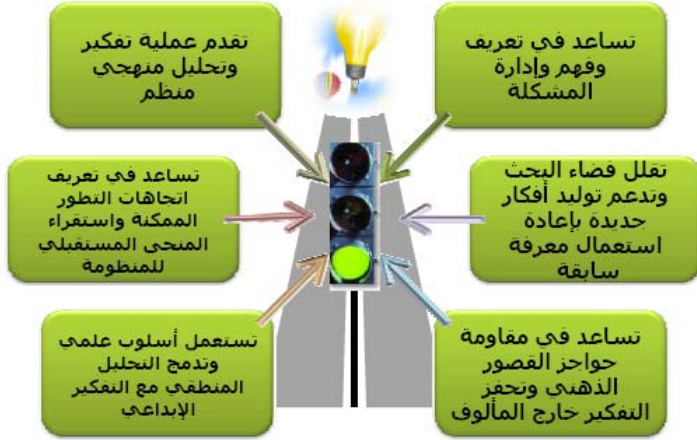 تساعد في تعريف
وفهم وإدارة
المشكلة
تقدم عملية تفكير
وتحليل منهجي
منظم
تقلل فضاء البحث
وتدعم توليد أفكار
جديدة بإعادة
استعمال معرفة
سابقة
تساعد في تعريف
اتجاهات التطور
الممكنة واستقراء
المنحى المستقبلي
للمنظومة
تساعد في مقاومة
حواجز القصور
الذهني وتحفز
التفكير خارج المألوف
تستعمل أسلوب علمي
وتدمج التحليل
المنطقي مع التفكير
الإبداعي